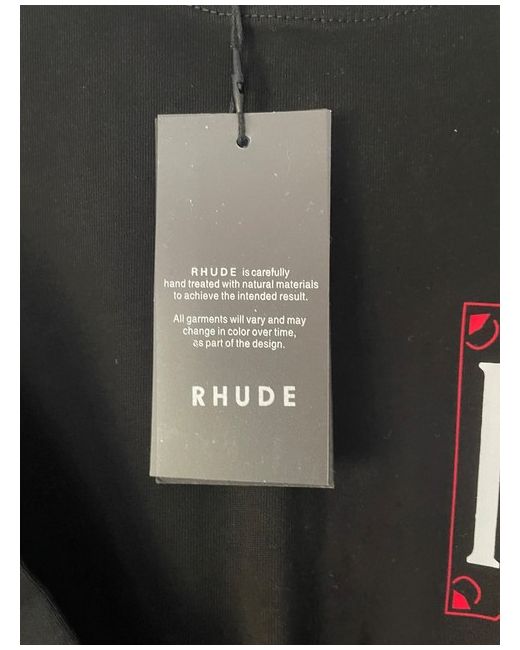 RHUDE is carefully
hand treated with natural materials
to achieve the intended result.
All garments will vary and may
change in color over time,
as part of the design.
RHUDE